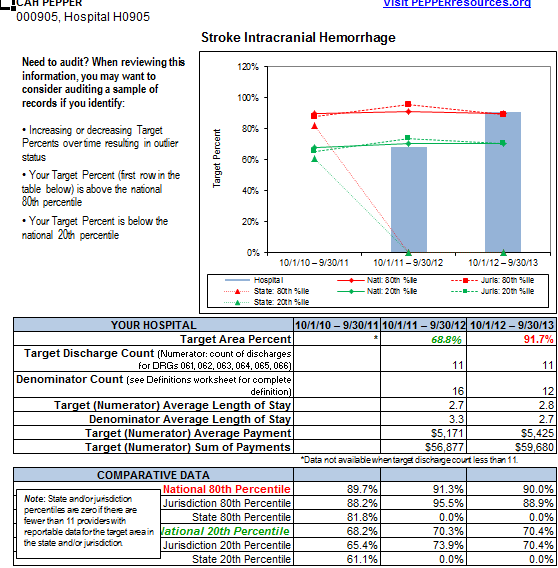 CAH PEPPER
Visit PEPPERresources.org
000905, Hospital H0905
Stroke Intracranial Hemorrhage
Need to audit? When reviewing this
information, you may want to
consider auditing a sample of
records if you identify:
• Increasing or decreasing Target
Percents over time resulting in outlier
status
• Your Target Percent (first row in the
table below) is above the national
80th percentile
• Your Target Percent is below the
national 20th percentile
Target Percent
120%
100%
80%
60%
40%
20%
0%
10/1/10 – 9/30/11 10/1/11 – 9/30/12 10/1/12 – 9/30/13
Hospital Natl: 80th %ile Juris: 80th %ile
State: 80th %ile Natl: 20th %ile Juris: 20th %ile
State: 20th %ile
YOUR HOSPITAL 10/1/10 – 9/30/11 10/1/11 – 9/30/12 10/1/12 – 9/30/13
Target Area Percent * 68.8% 91.7%
Target Discharge Count (Numerator: count of discharges
for DRGs 061, 062, 063, 064, 065, 066) 11 11
Denominator Count (see Definitions worksheet for complete
definition) 16 12
Target (Numerator) Average Length of Stay 2.7 2.8
Denominator Average Length of Stay 3.3 2.7
Target (Numerator) Average Payment $5,171 $5,425
Target (Numerator) Sum of Payments $56,877 $59,680
*Data not available when target discharge count less than 11.
COMPARATIVE DATA
National 80th Percentile 89.7% 91.3% 90.0%
Jurisdiction 80th Percentile 88.2% 95.5% 88.9%
State 80th Percentile 81.8% 0.0% 0.0%
National 20th Percentile 68.2% 70.3% 70.4%
Jurisdiction 20th Percentile 65.4% 73.9% 70.4%
State 20th Percentile 61.1% 0.0% 0.0%
Note: State and/or jurisdiction
percentiles are zero if there are
fewer than 11 providers with
reportable data for the target area in
the state and/or jurisdiction.